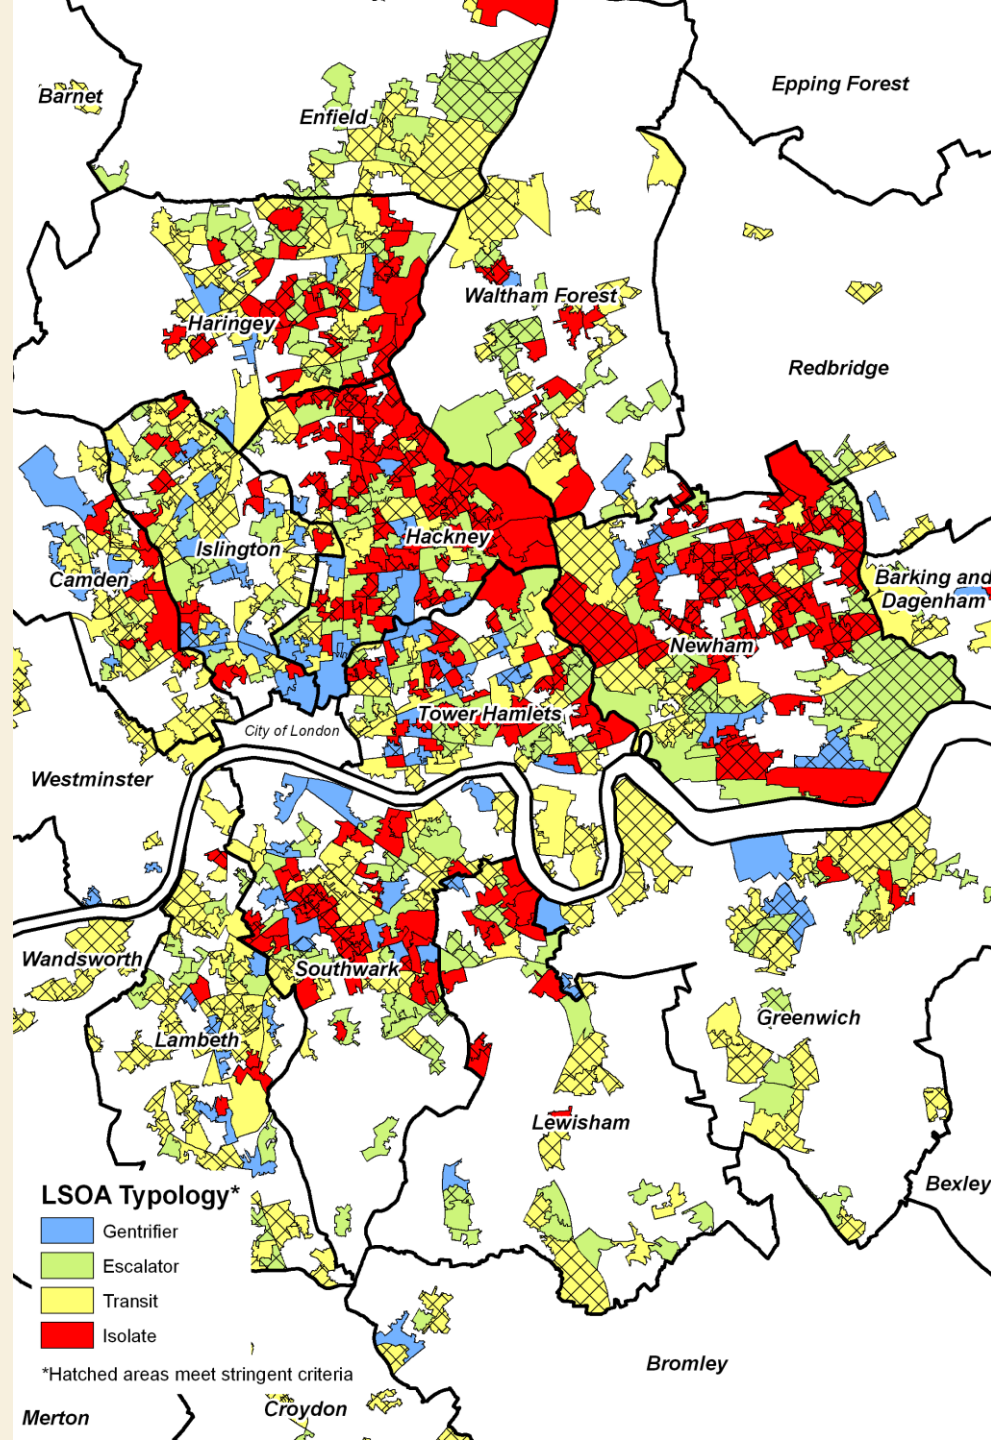 Epping Forest
Barnet
Enfield
Waltham Forest
Haringey
Redbridge
Hackney
Islington
Camden
Barking and
Dagenham
Newham
Tower Hamlets
City of London
Westminster
Wandsworth
Southwark
Greenwich
Lambeth
Lewisham
Bexley
LSOA Typology*
Gentrifier
Escalator
Transit
Isolate
*Hatched areas meet stringent criteria
Bromley
Croydon
Merton